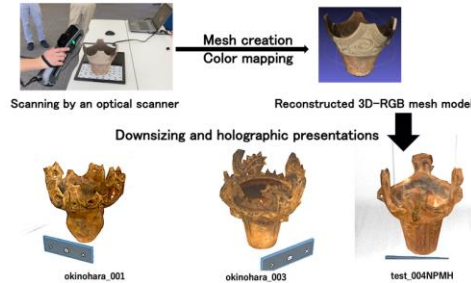 Mesh creation
Color mapping
Scanning by an optical scanner
Reconstructed 3D-RGB mesh model
Downsizing and holographic presentations
okinohara_001
okinohara_003
test_004NPMH